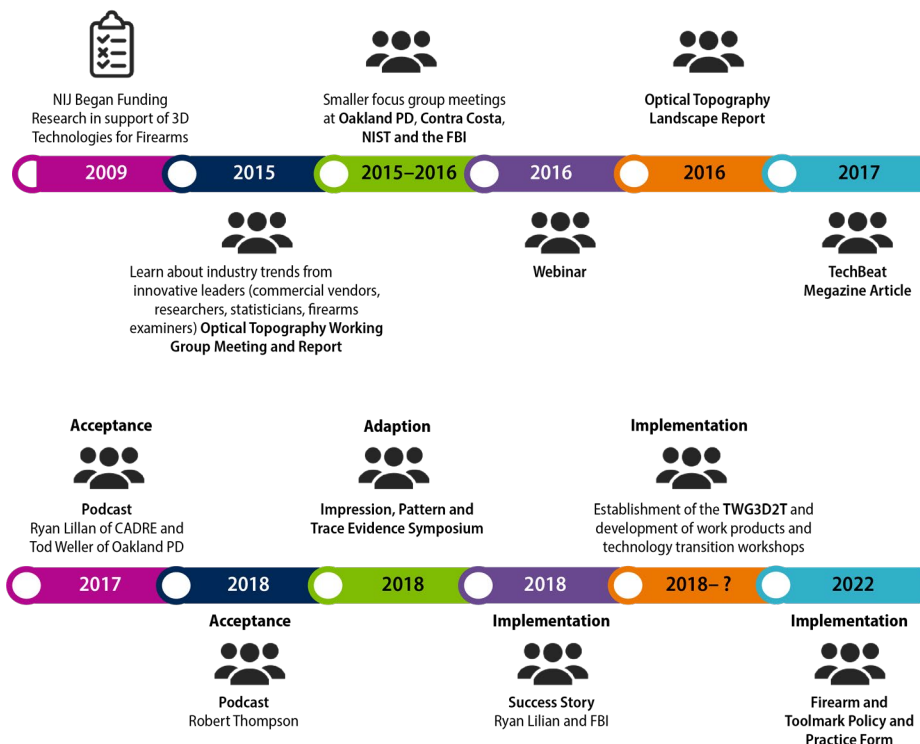 NIJ Began Funding
Research in support of 3D
Technologies for Firearms
Smaller focus group meetings
at Oakland PD, Contra Costa,
NIST and the FBI
Optical Topography
Landscape Report
2009
2015
2015–2016
2016
2016
2017
Learn about industry trends from
innovative leaders (commercial vendors,
researchers, statisticians, firearms
examiners) Optical Topography Working
Group Meeting and Report
Webinar
TechBeat
Megazine Article
Acceptance
Podcast
Ryan Lillan of CADRE and
Tod Weller of Oakland PD
Adaption
Impression, Pattern and
Trace Evidence Symposium
Implementation
Establishment of the TWG3D2T and
development of work products and
technology transition workshops
2017
2018
2018
2018
2018– ?
2022
Acceptance
Podcast
Robert Thompson
Implementation
Success Story
Ryan Lilian and FBI
Implementation
Firearm and
Toolmark Policy and
Practice Form